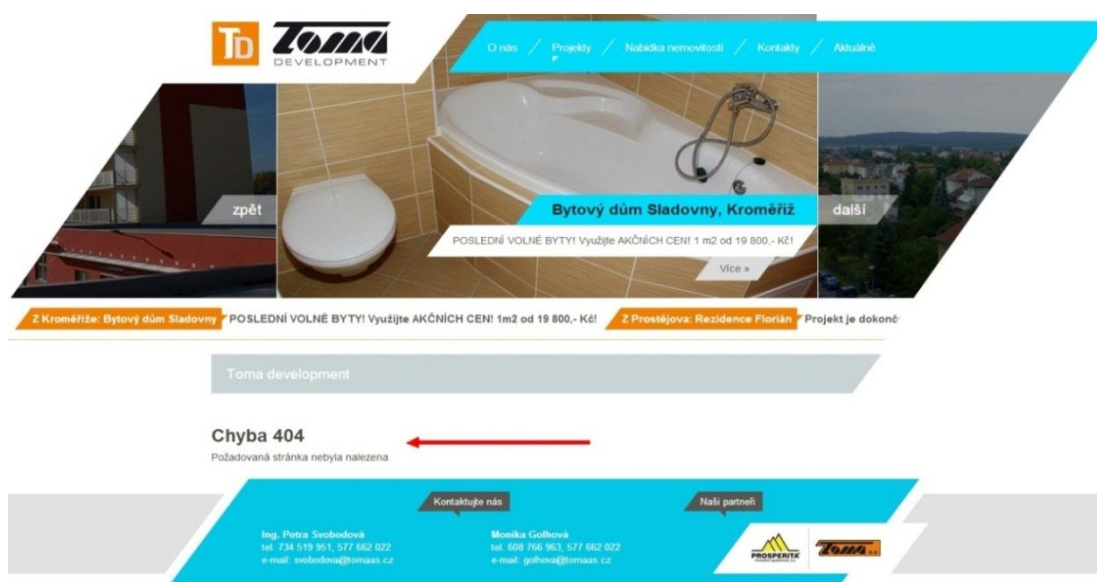 TD Toma
DEVELOPMENT
O nás / Projekty / Nabídka nemovitostí / Kontakty / Aktuálně
zpět
Bytový dům Sladovny, Kroměříž
další
POSLEDNÍ VOLNÉ BYTY! Využijte AKČNÍCH CEN! 1 m2 od 19 800,- Kč!
Více »
Z Kroměříže: Bytový dům Sladovny POSLEDNÍ VOLNÉ BYTY! Využijte AKČNÍCH CEN! 1m2 od 19 800,- Kč! Z Prostějova: Rezidence Florián Projekt je dokonč
Toma development
Chyba 404
Požadovaná stránka nebyla nalezena.
Kontaktujte nás
Naši partneři
Ing. Petra Svobodová
tel. 734 519 951, 577 662 022
e-mail: svobodova@tomaas.cz
Monika Golhová
tel. 608 766 963, 577 662 022
e-mail: golhova@tomaas.cz
PROSPERITA
Toma a.s.